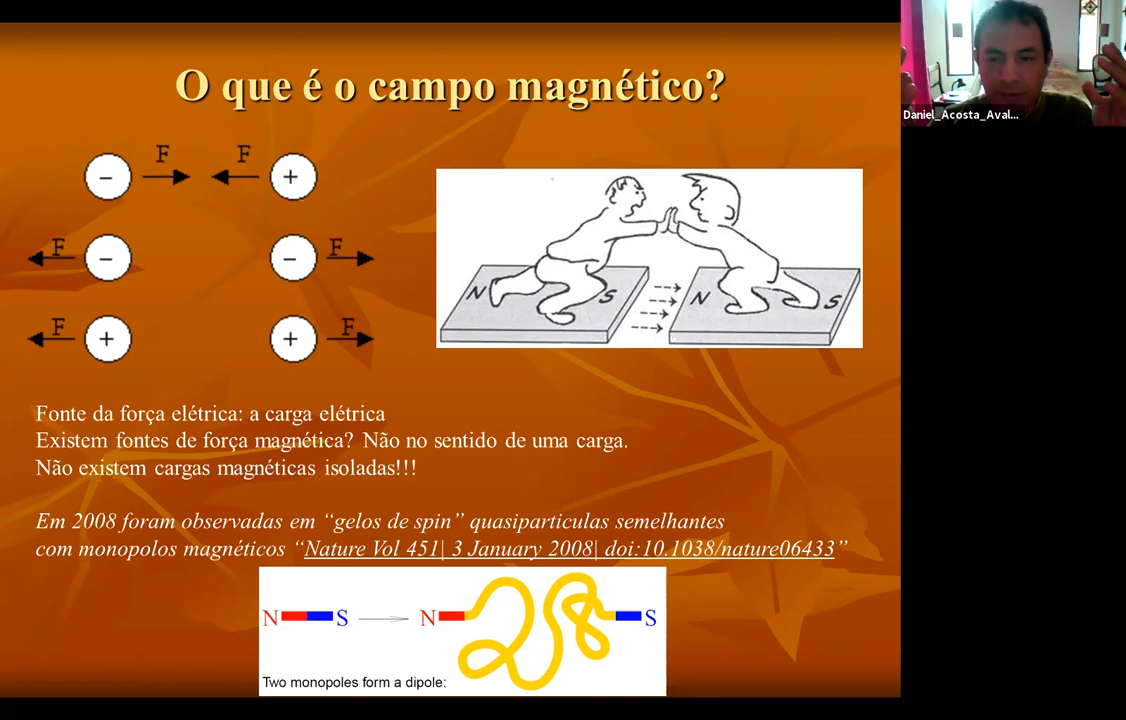 O que é o campo magnético?
F F
− +
F F
− −
F F
+ +
N S N S
Fonte da força elétrica: a carga elétrica
Existem fontes de força magnética? Não no sentido de uma carga.
Não existem cargas magnéticas isoladas!!!
Em 2008 foram observadas em “gelos de spin” quasiparticulas semelhantes
com monopolos magnéticos “Nature Vol 451| 3 January 2008| doi:10.1038/nature06433”
N S N S
Two monopoles form a dipole:
Daniel_Acosta_Aval...